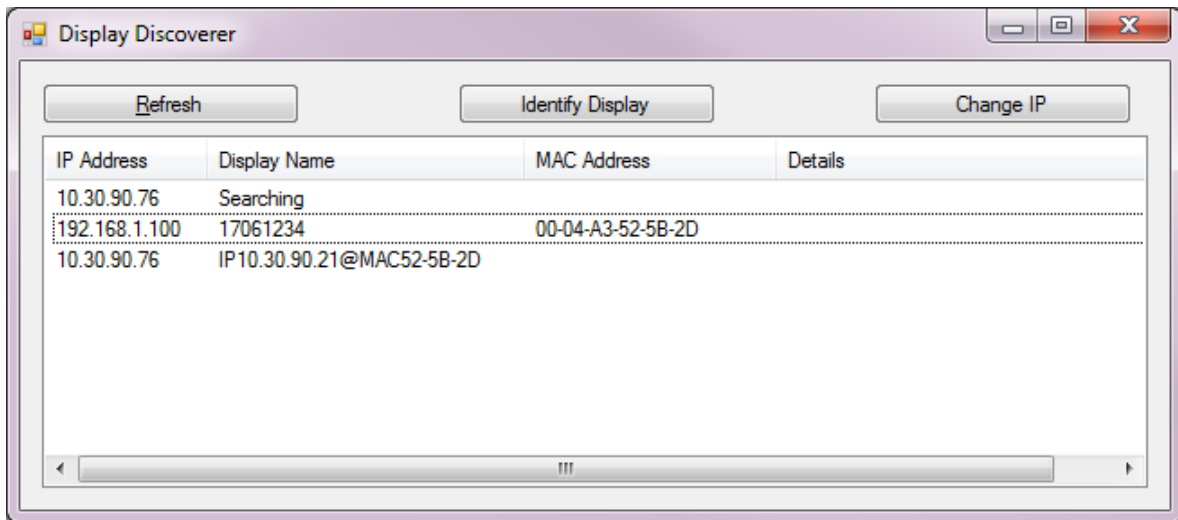 Display Discoverer
Refresh Identify Display Change IP
IP Address Display Name MAC Address Details
10.30.90.76 Searching
192.168.1.100 17061234 00-04-A3-52-5B-2D
10.30.90.76 IP10.30.90.21@MAC52-5B-2D